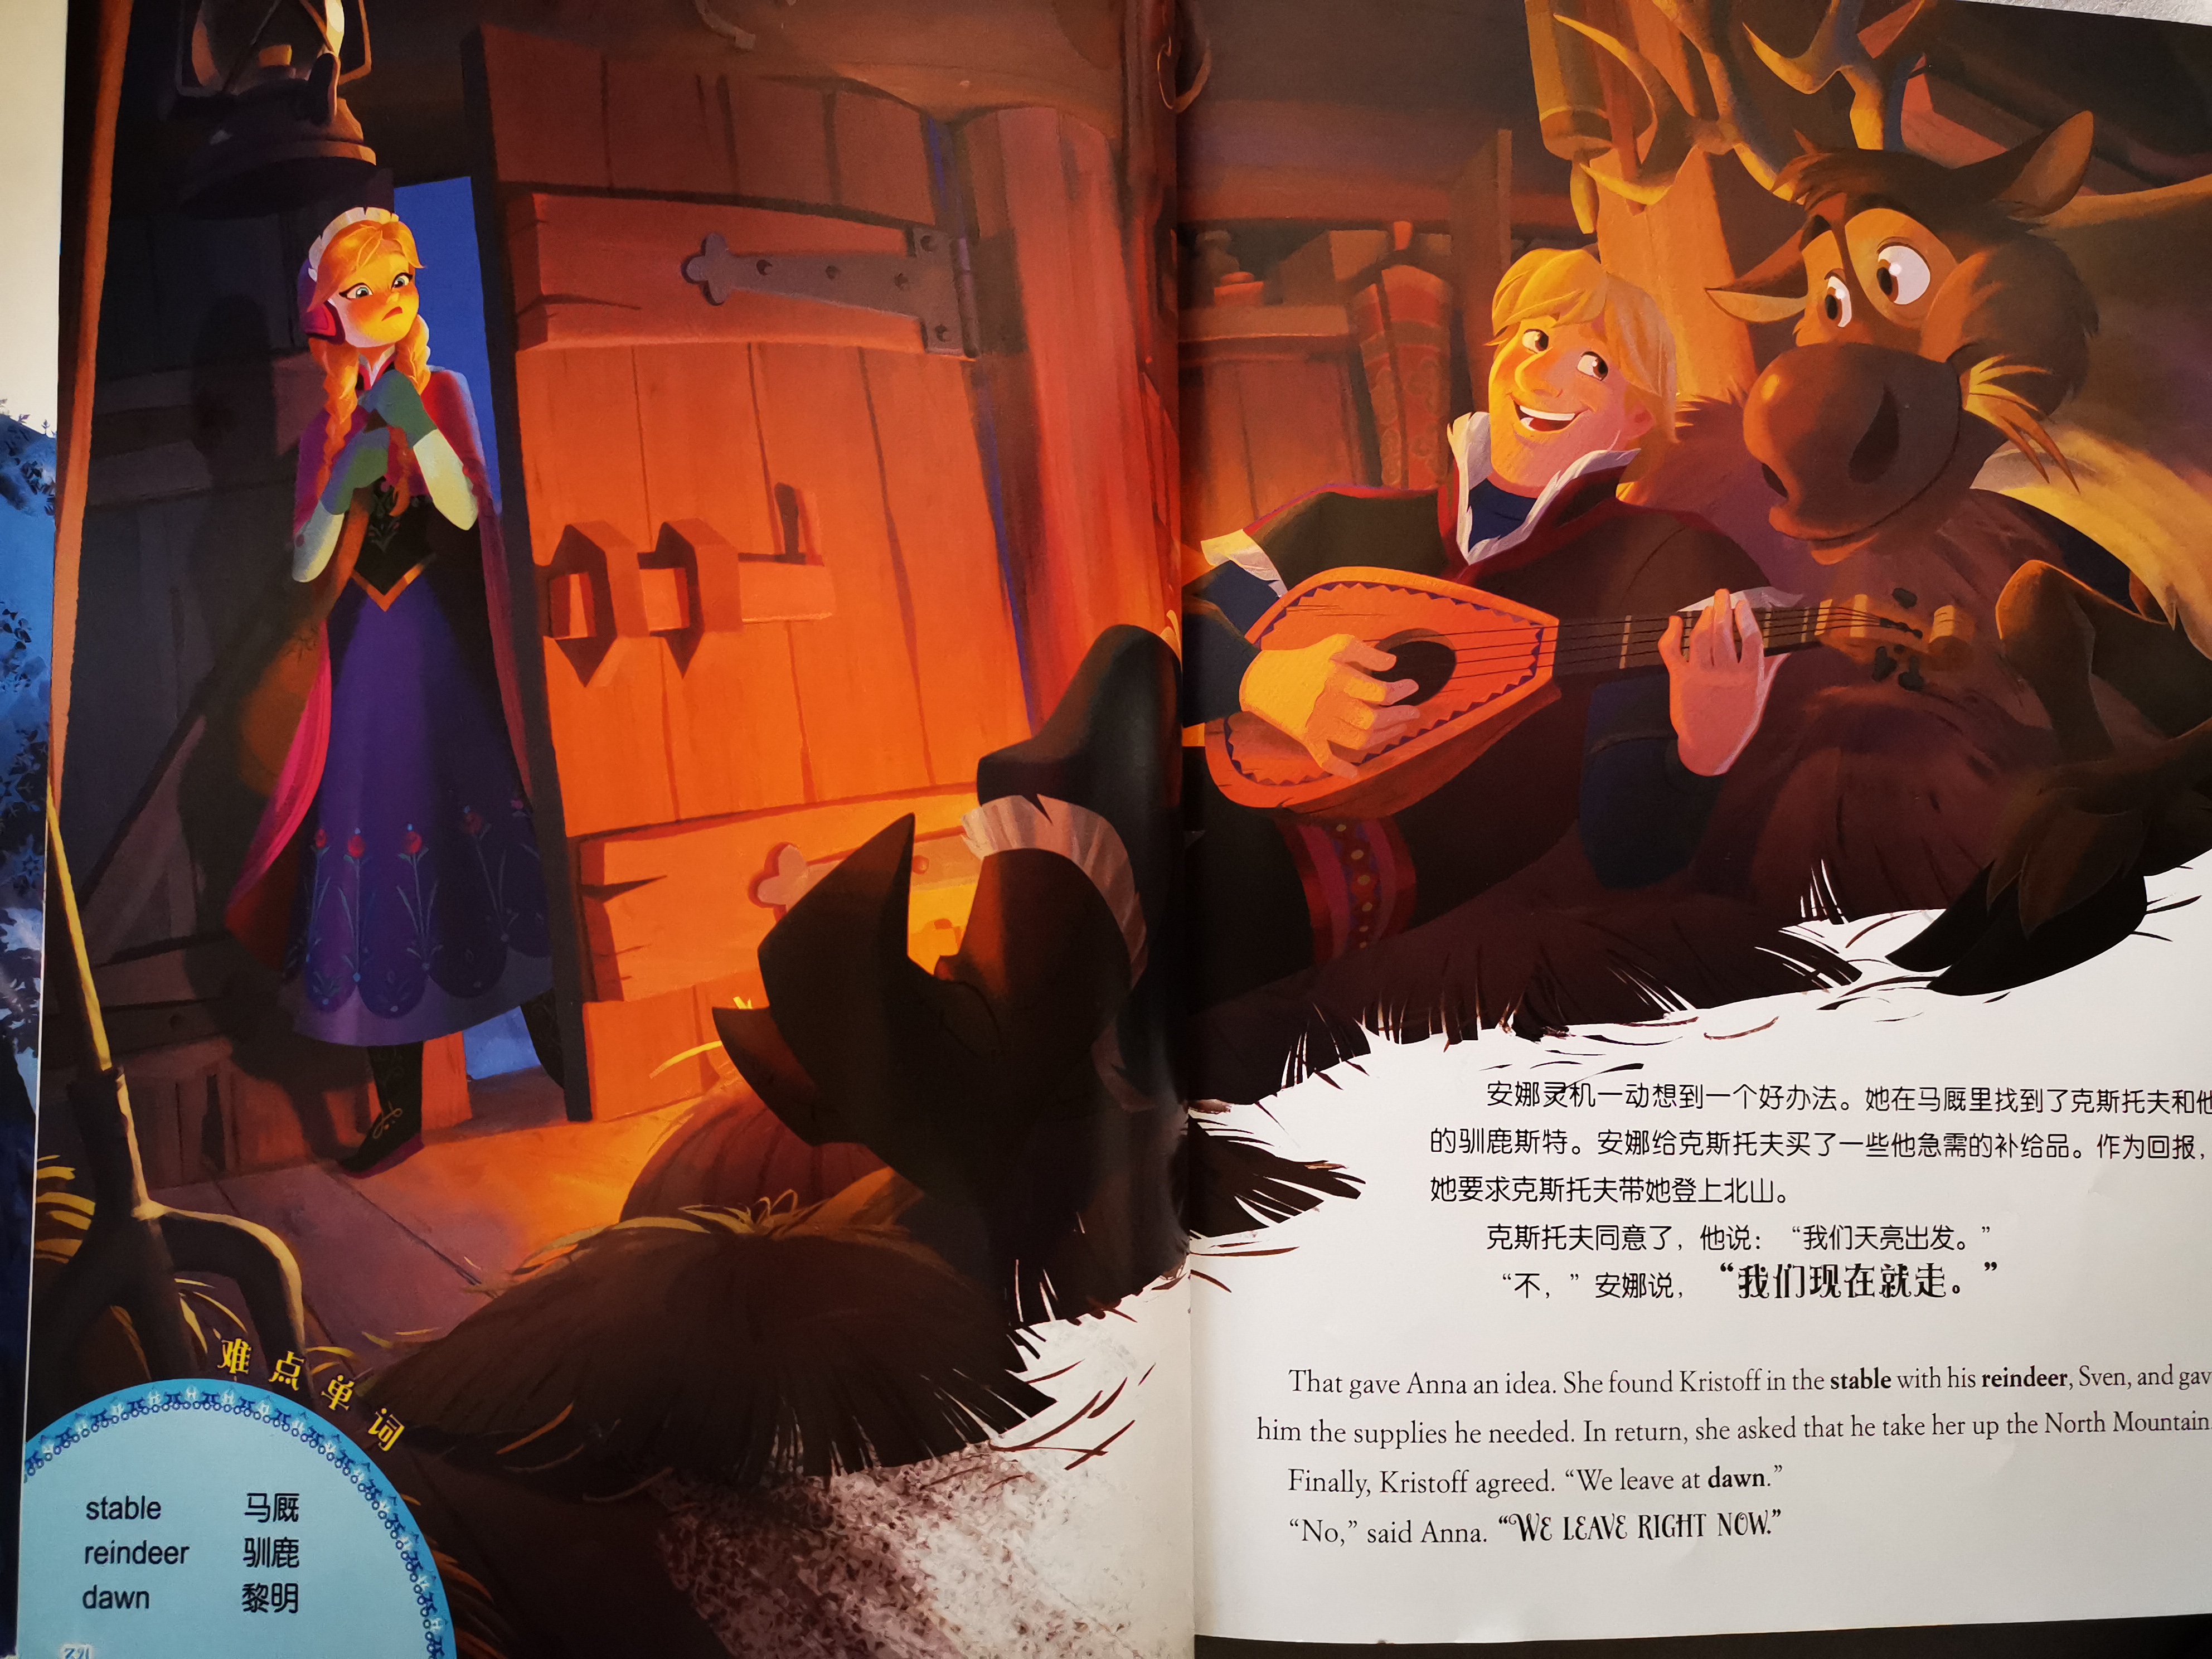 难点单词
stable 马厩
reindeer 驯鹿
dawn 黎明
安娜灵机一动想到一个好办法。她在马厩里找到了克斯托夫和他
的驯鹿斯特。安娜给克斯托夫买了一些他急需的补给品。作为回报，
她要求克斯托夫带她登上北山。
克斯托夫同意了，他说：“我们天亮出发。”
“不，”安娜说，“我们现在就走。”
That gave Anna an idea. She found Kristoff in the stable with his reindeer, Sven, and gav
him the supplies he needed. In return, she asked that he take her up the North Mountain
Finally, Kristoff agreed. “We leave at dawn.”
“No,” said Anna. “WE LEAVE RIGHT NOW.”